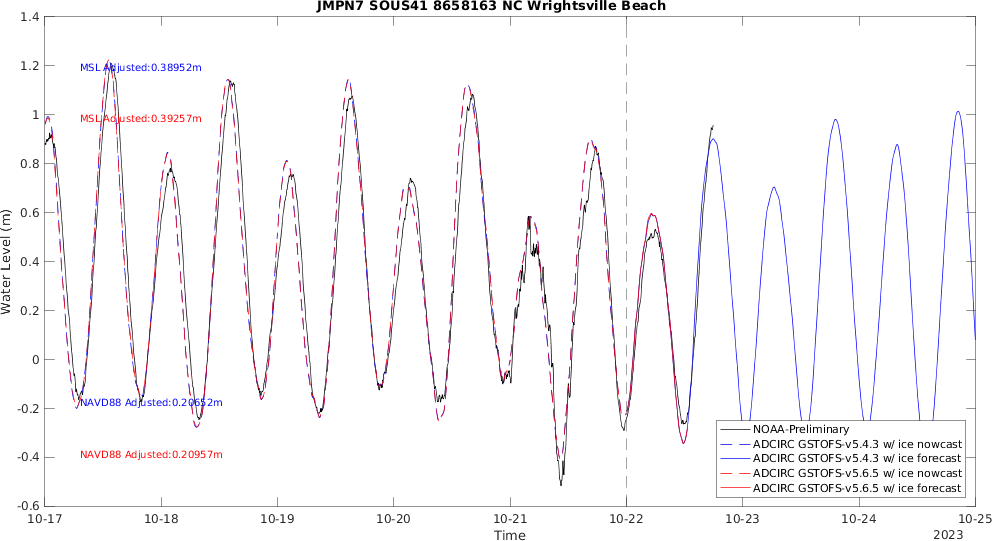 JMPN7 SOUS41 8658163 NC Wrightsville Beach
1.4
1.2
1
0.8
0.6
0.4
0.2
0
-0.2
-0.4
-0.6
Water Level (m)
MSL Adjusted:0.38952m
MSL Adjusted:0.39257m
NAVD88 Adjusted:0.20652m
NAVD88 Adjusted:0.20957m
NOAA-Preliminary
ADCIRC GSTOFS-v5.4.3 w/ ice nowcast
ADCIRC GSTOFS-v5.4.3 w/ ice forecast
ADCIRC GSTOFS-v5.6.5 w/ ice nowcast
ADCIRC GSTOFS-v5.6.5 w/ ice forecast
10-17 10-18 10-19 10-20 10-21 10-22 10-23 10-24 10-25
Time
2023